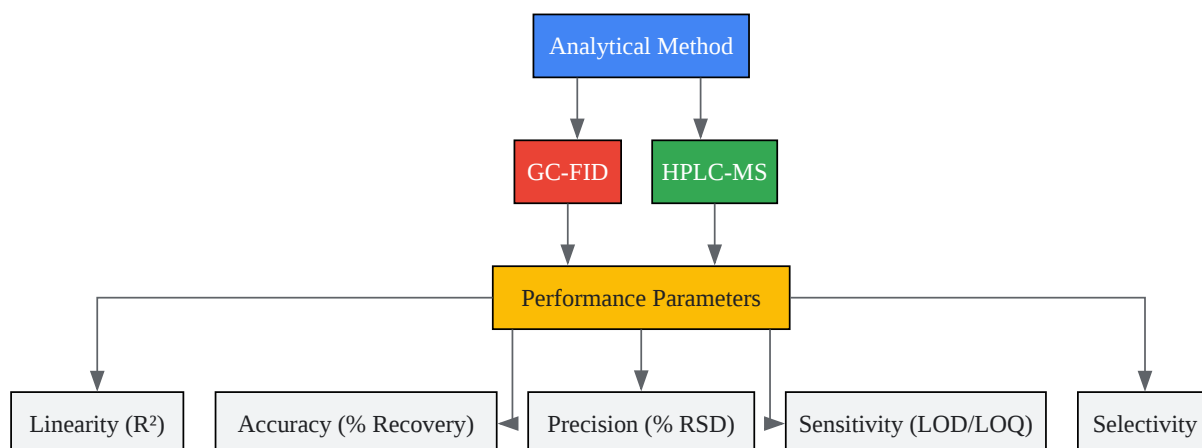 Analytical Method
GC-FID
HPLC-MS
Performance Parameters
Linearity (R²)
Accuracy (% Recovery)
Precision (% RSD)
Sensitivity (LOD/LOQ)
Selectivity